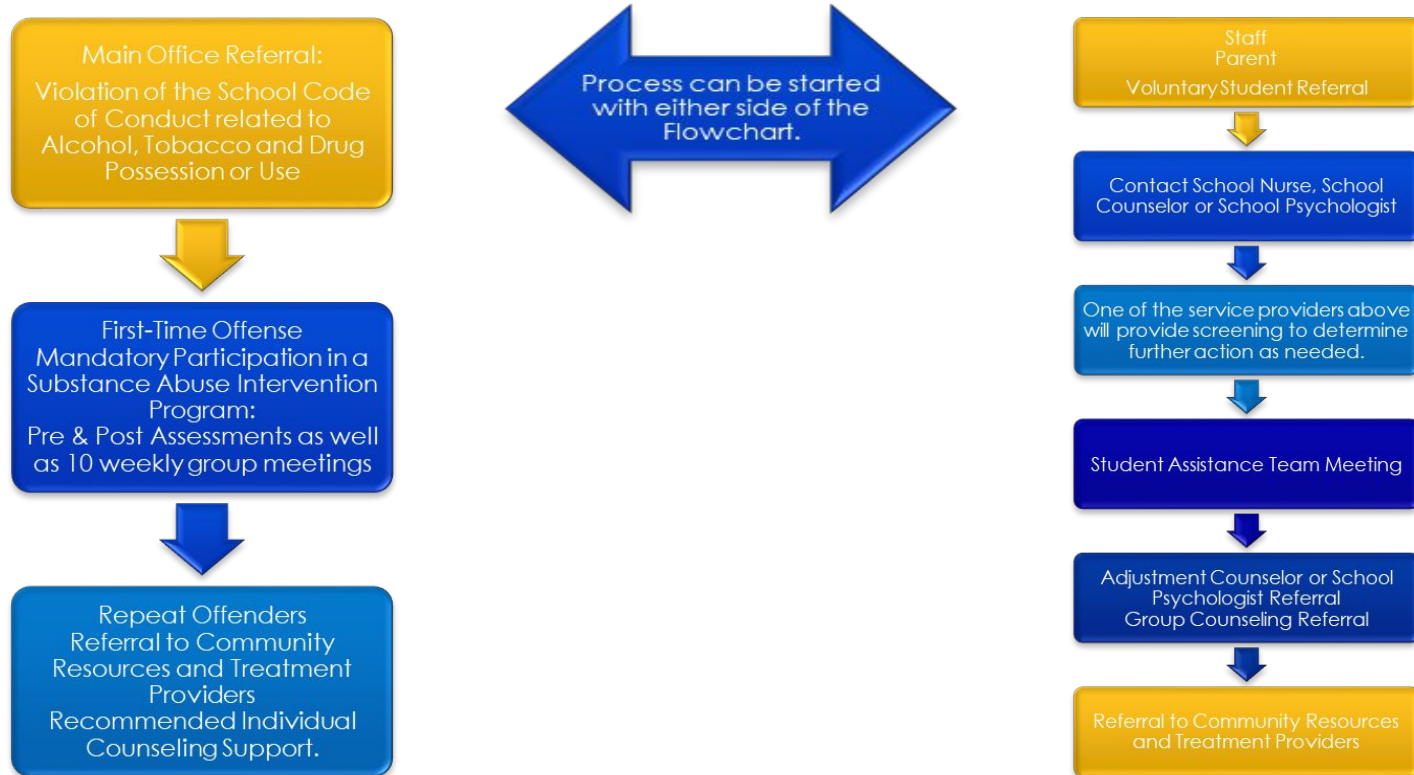 Main Office Referral:
Violation of the School Code
of Conduct related to
Alcohol, Tobacco and Drug
Possession or Use
First-Time Offense
Mandatory Participation in a
Substance Abuse Intervention
Program:
Pre & Post Assessments as well
as 10 weekly group meetings
Repeat Offenders
Referral to Community
Resources and Treatment
Providers
Recommended Individual
Counseling Support.
Process can be started
with either side of the
Flowchart.
Staff
Parent
Voluntary Student Referral
Contact School Nurse, School
Counselor or School Psychologist
One of the service providers above
will provide screening to determine
further action as needed.
Student Assistance Team Meeting
Adjustment Counselor or School
Psychologist Referral
Group Counseling Referral
Referral to Community Resources
and Treatment Providers